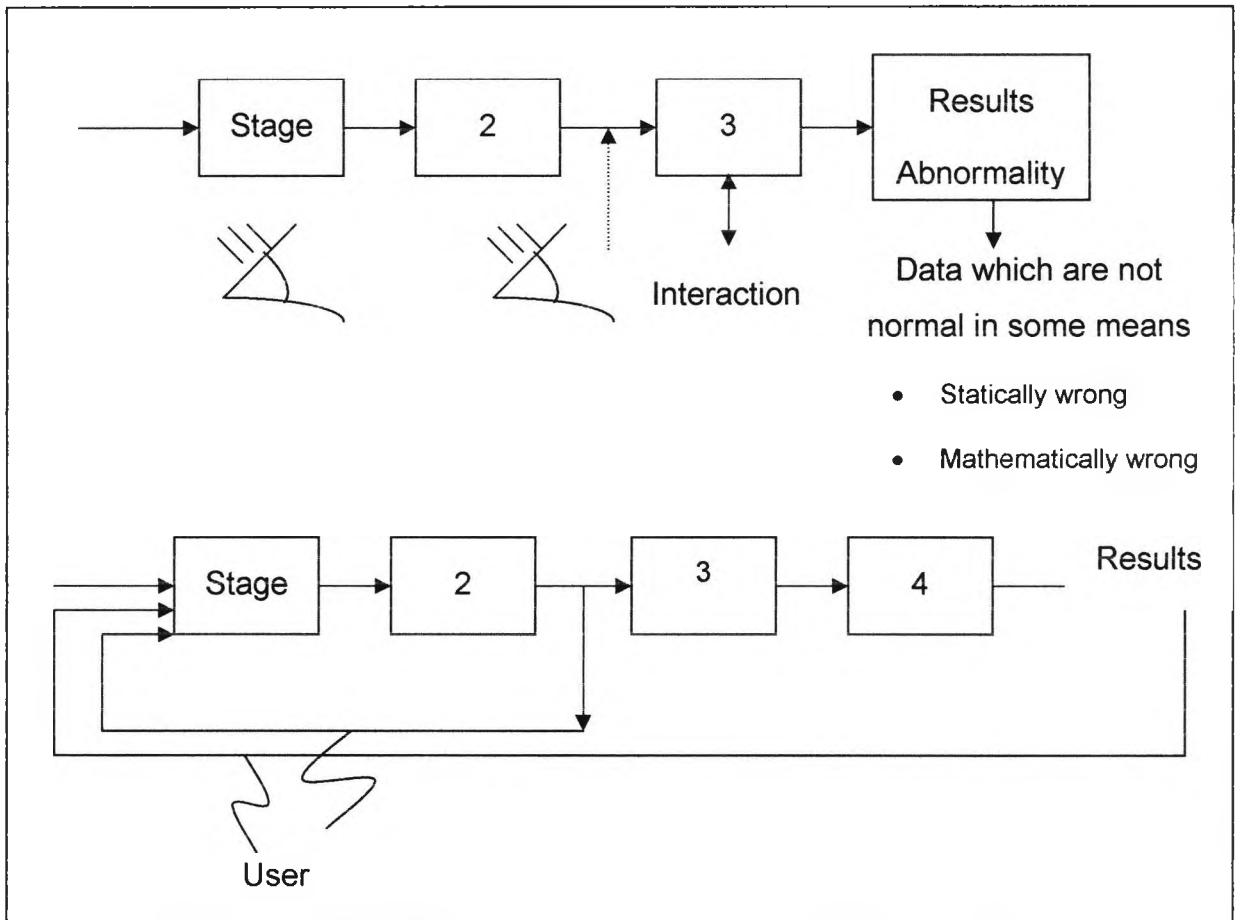 Stage
2
3
Results
Abnormality
Interaction
Data which are not
normal in some means
• Statically wrong
• Mathematically wrong
Stage
2
3
4
Results
User